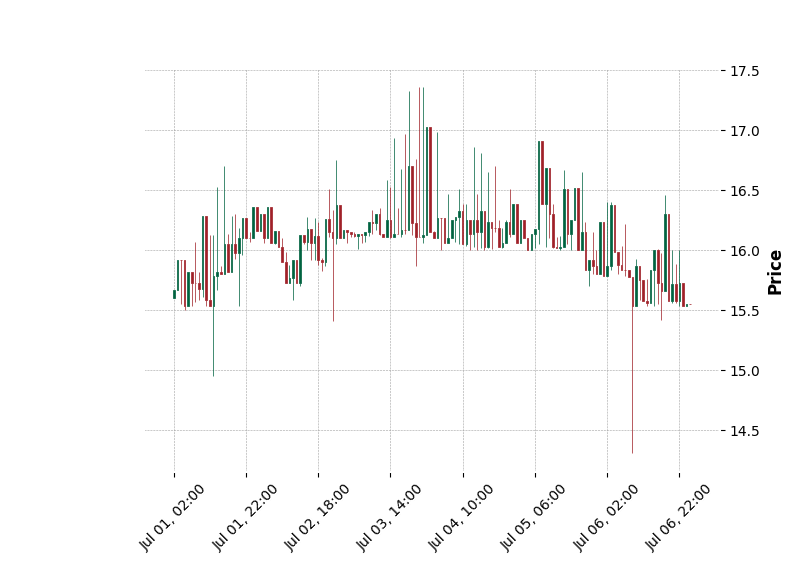 17.5
17.0
16.5
16.0
15.5
15.0
14.5
Price
Jul 01, 02:00
Jul 01, 22:00
Jul 02, 18:00
Jul 03, 14:00
Jul 04, 10:00
Jul 05, 06:00
Jul 06, 02:00
Jul 06, 22:00